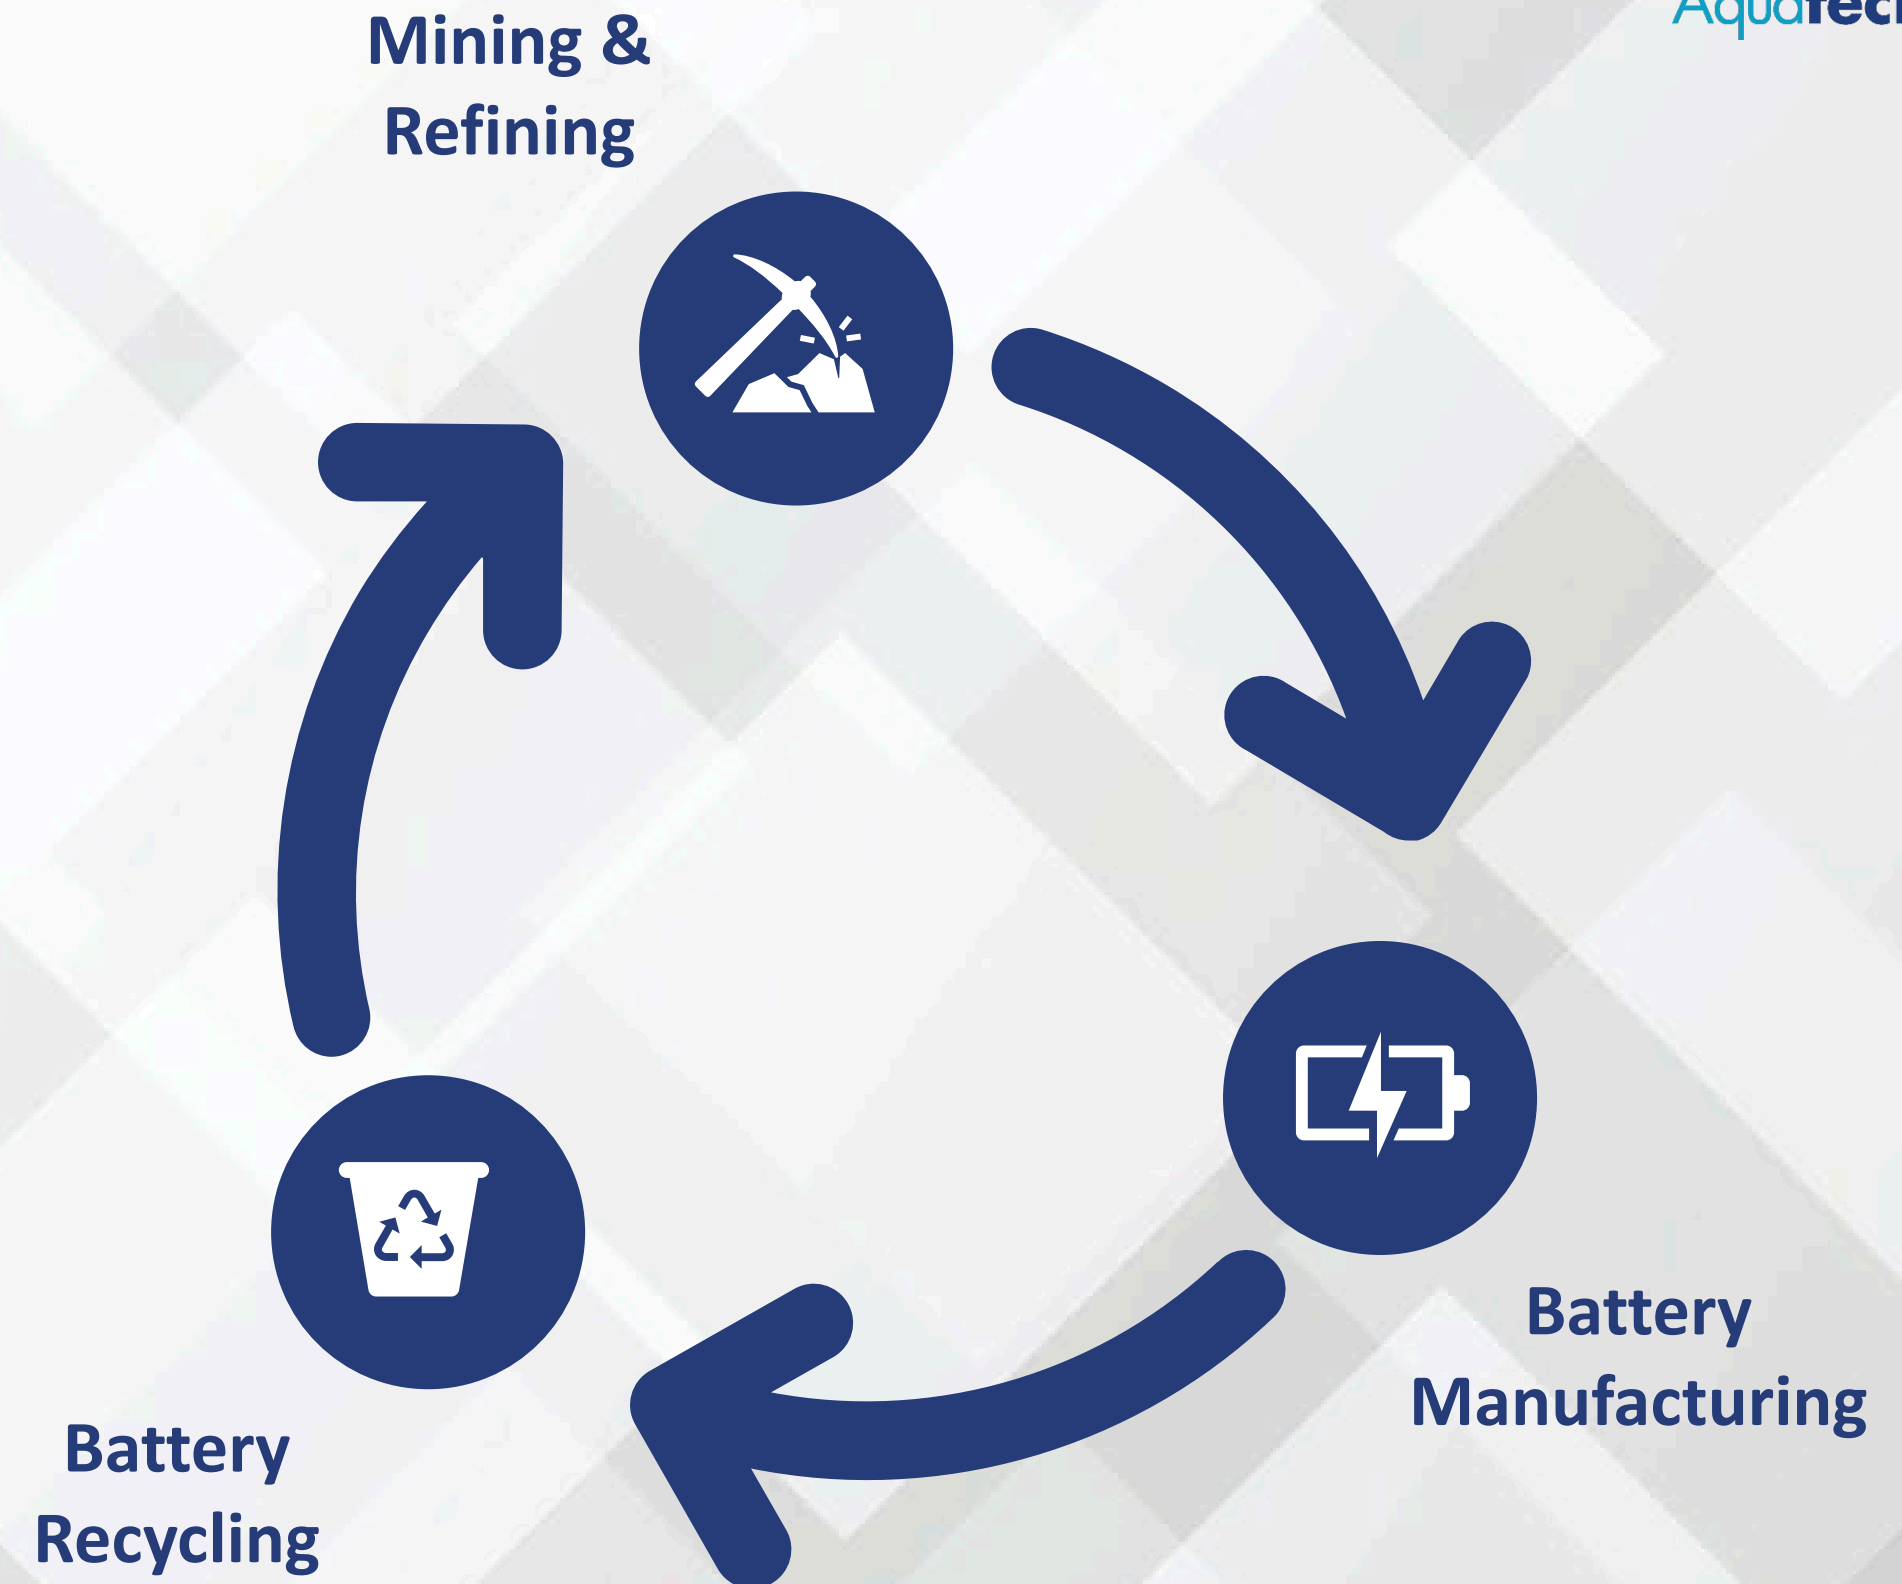 Mining &
Refining
Battery
Manufacturing
Battery
Recycling